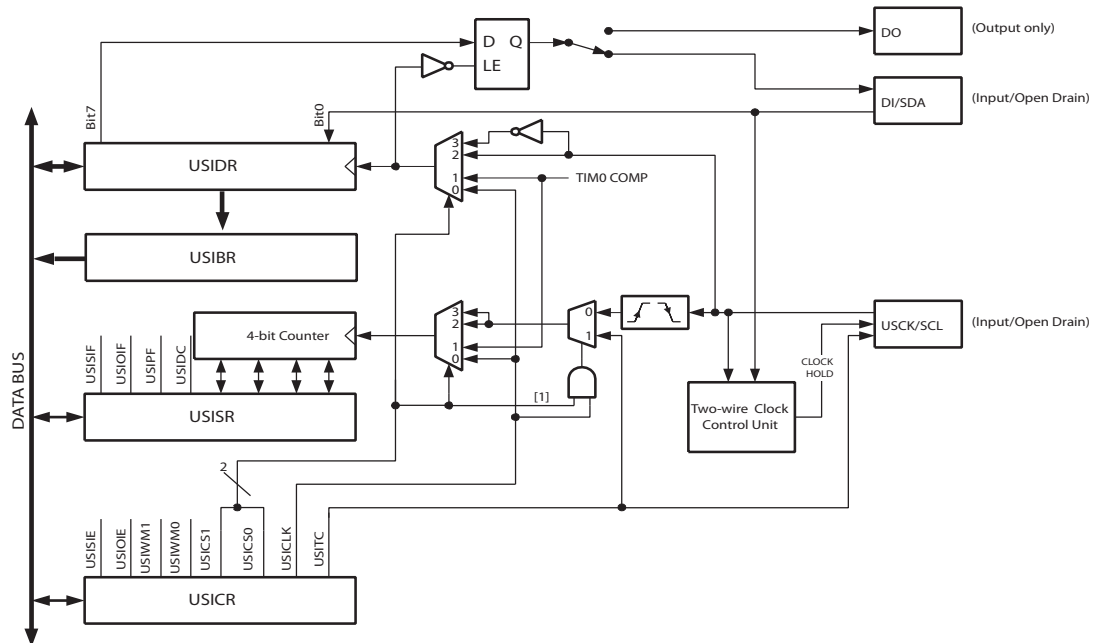 D Q
LE
DO
(Output only)
DI/SDA
(Input/Open Drain)
Bit7
Bit0
3
2
1
0
TIM0 COMP
USIDR
USIBR
DATA BUS
4-bit Counter
3
2
1
0
0
1
USCK/SCL
(Input/Open Drain)
CLOCK
HOLD
USISIF
USIOIF
USIPF
USIDC
[1]
Two-wire Clock
Control Unit
USISR
2
USISIE
USIOIE
USIWM1
USIWM0
USICS1
USICS0
USICLK
USITC
USICR